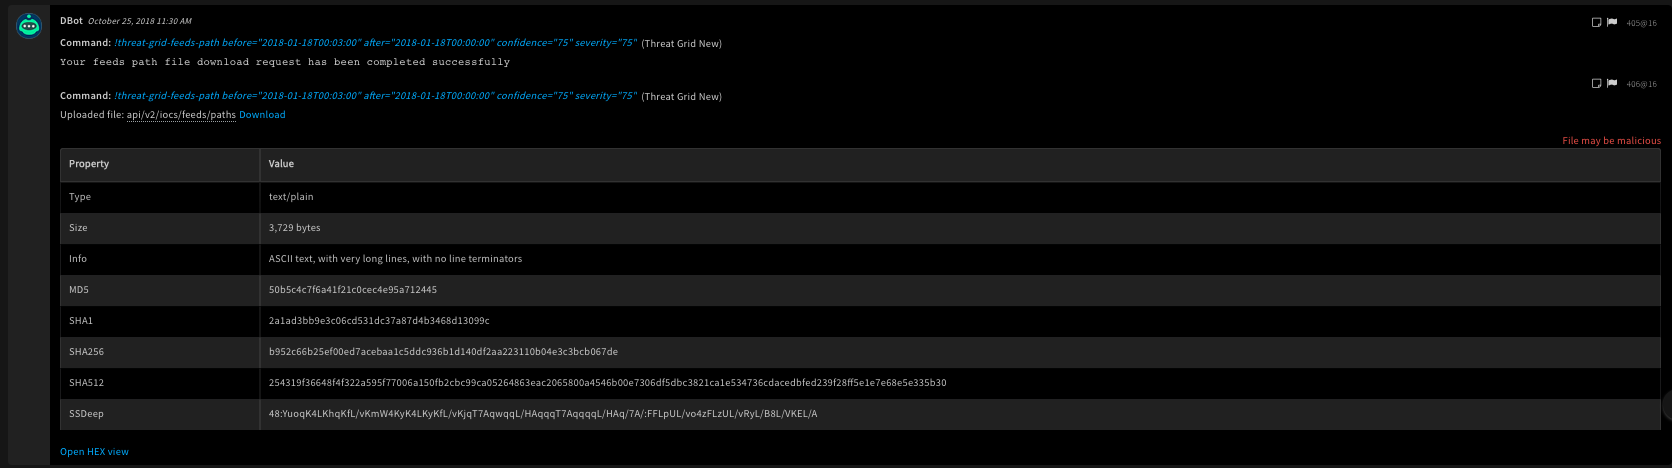 DBot October 25, 2018 11:30 AM 405@16
Command: !threat-grid-feeds-path before="2018-01-18T00:03:00" after="2018-01-18T00:00:00" confidence="75" severity="75" (Threat Grid New)
Your feeds path file download request has been completed successfully
406@16
Command: !threat-grid-feeds-path before="2018-01-18T00:03:00" after="2018-01-18T00:00:00" confidence="75" severity="75" (Threat Grid New)
Uploaded file: api/v2/iocs/feeds/paths Download
File may be malicious
Property Value
Type text/plain
Size 3,729 bytes
Info ASCII text, with very long lines, with no line terminators
MD5 50b5c4c7f6a41f21c0cec4e95a712445
SHA1 2a1ad3bb9e3c06cd531dc37a87d4b3468d13099c
SHA256 b952c66b25ef00ed7acebaa1c5ddc936b1d140df2aa223110b04e3c3bcb067de
SHA512 254319f36648f4f322a595f77006a150fb2cbc99ca05264863eac2065800a4546b00e7306df5dbc3821ca1e534736cdacedbfed239f28ff5e1e7e68e5e335b30
SSDeep 48:YuoqK4LKhqKfL/vKmW4KyK4LKyKfL/vKjqT7AqwqqL/HAqqqT7AqqqqL/HAq/7A/:FFLpUL/vo4zFLzUL/vRyL/B8L/VKEL/A
Open HEX view